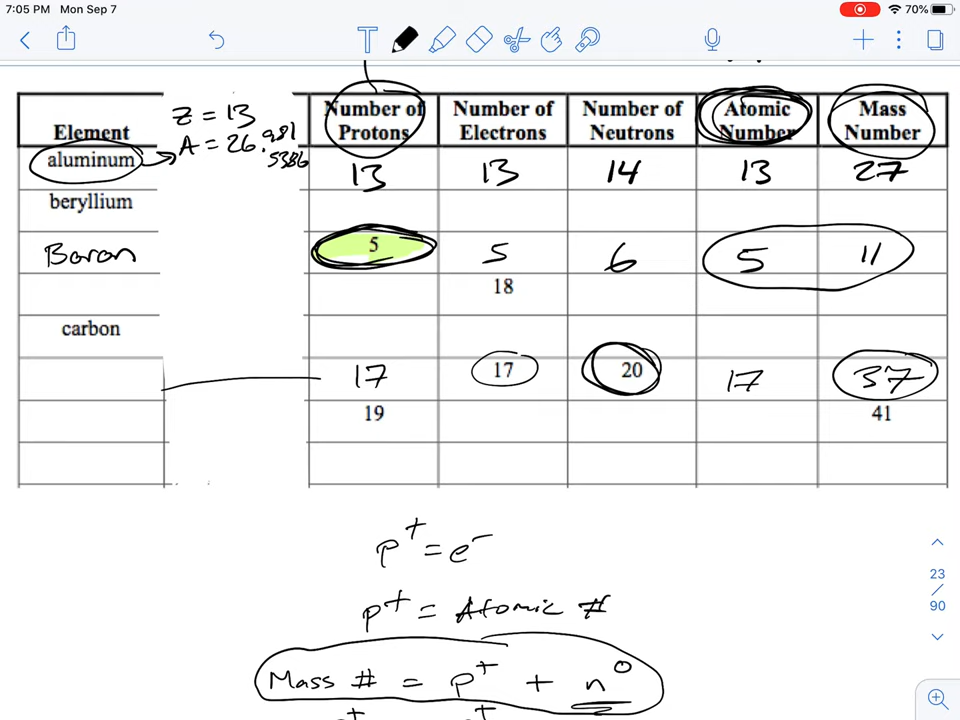 7:05 PM Mon Sep 7
70%
T
Element
Number of Protons
Number of Electrons
Number of Neutrons
Atomic Number
Mass Number
Z = 13
A = 26.981
5386
aluminum 13 13 14 13 27
beryllium
Boron 5 5 6 5 11
18
carbon
17 17 20 17 37
19 41
p⁺ = e⁻
p⁺ = Atomic #
Mass # = p⁺ + n⁰
23
/
90